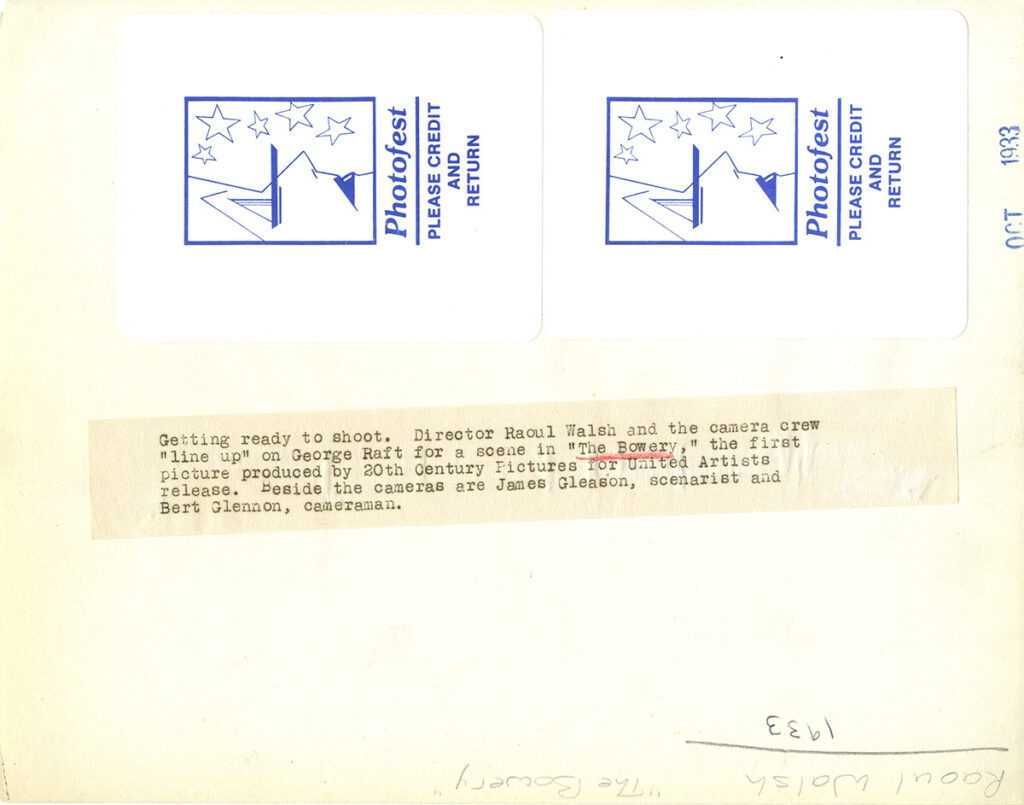 Photofest
PLEASE CREDIT
AND
RETURN
Photofest
PLEASE CREDIT
AND
RETURN
OCT 1933
Getting ready to shoot. Director Raoul Walsh and the camera crew
"line up" on George Raft for a scene in "The Bowery," the first
picture produced by 20th Century Pictures for United Artists
release. Beside the cameras are James Gleason, scenarist and
Bert Glennon, cameraman.
1933
Raoul Walsh "The Bowery"